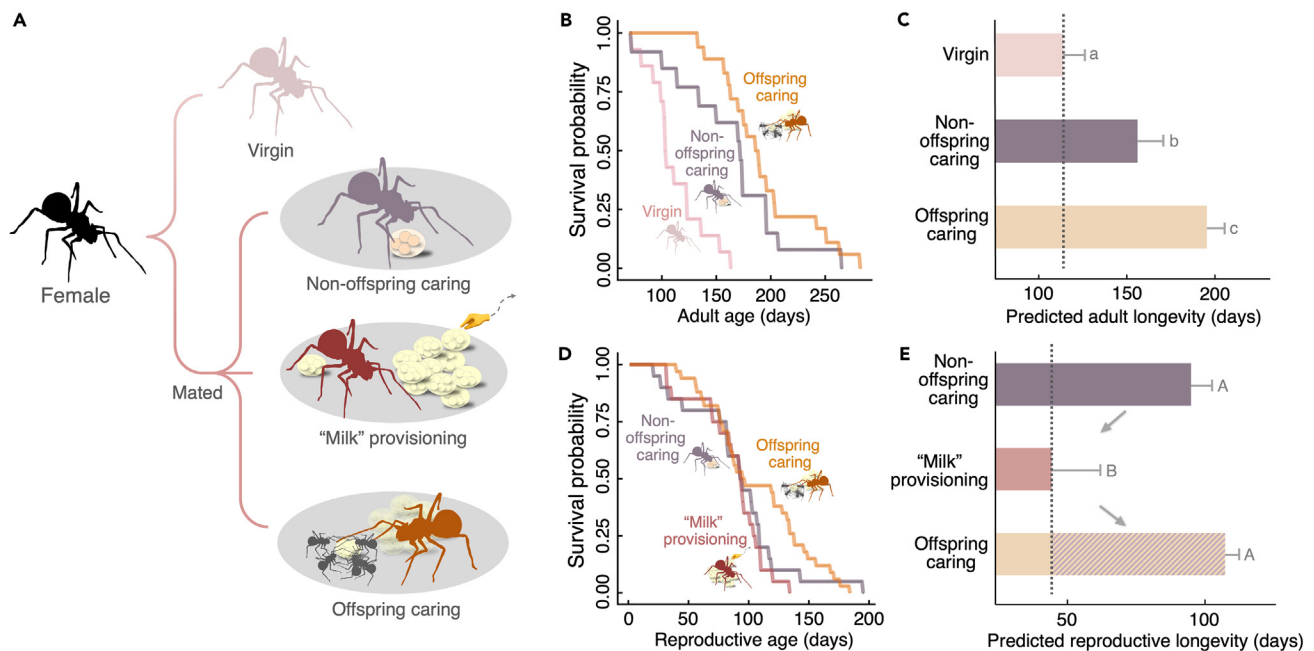 A
Virgin
Female
Mated
Non-offspring caring
“Milk” provisioning
Offspring caring
B
Survival probability
1.00
0.75
0.50
0.25
0.00
Offspring
caring
Non-
offspring
caring
Virgin
100
150
200
250
Adult age (days)
C
Virgin
a
Non-
offspring
caring
b
Offspring
caring
c
100
150
200
Predicted adult longevity (days)
D
Survival probability
1.00
0.75
0.50
0.25
0.00
Non-
offspring
caring
Offspring
caring
“Milk”
provisioning
0
50
100
150
200
Reproductive age (days)
E
Non-
offspring
caring
A
“Milk”
provisioning
B
Offspring
caring
A
50
100
Predicted reproductive longevity (days)